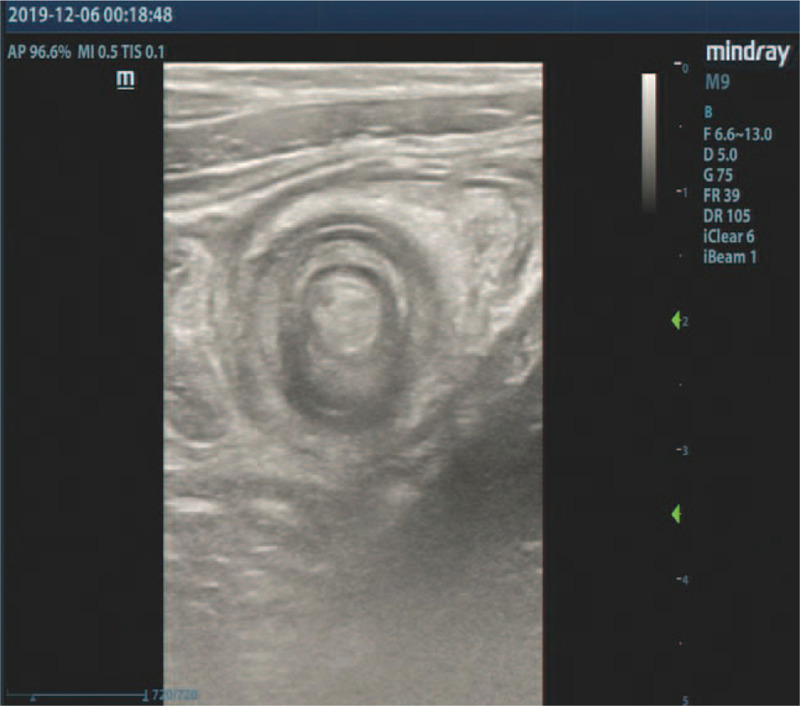 2019-12-06 00:18:48
AP 96.6% MI 0.5 TIS 0.1
m
mindray
M9
B
F 6.6~13.0
D 5.0
G 75
FR 39
DR 105
iClear 6
iBeam 1
0
1
2
3
4
5
720/720